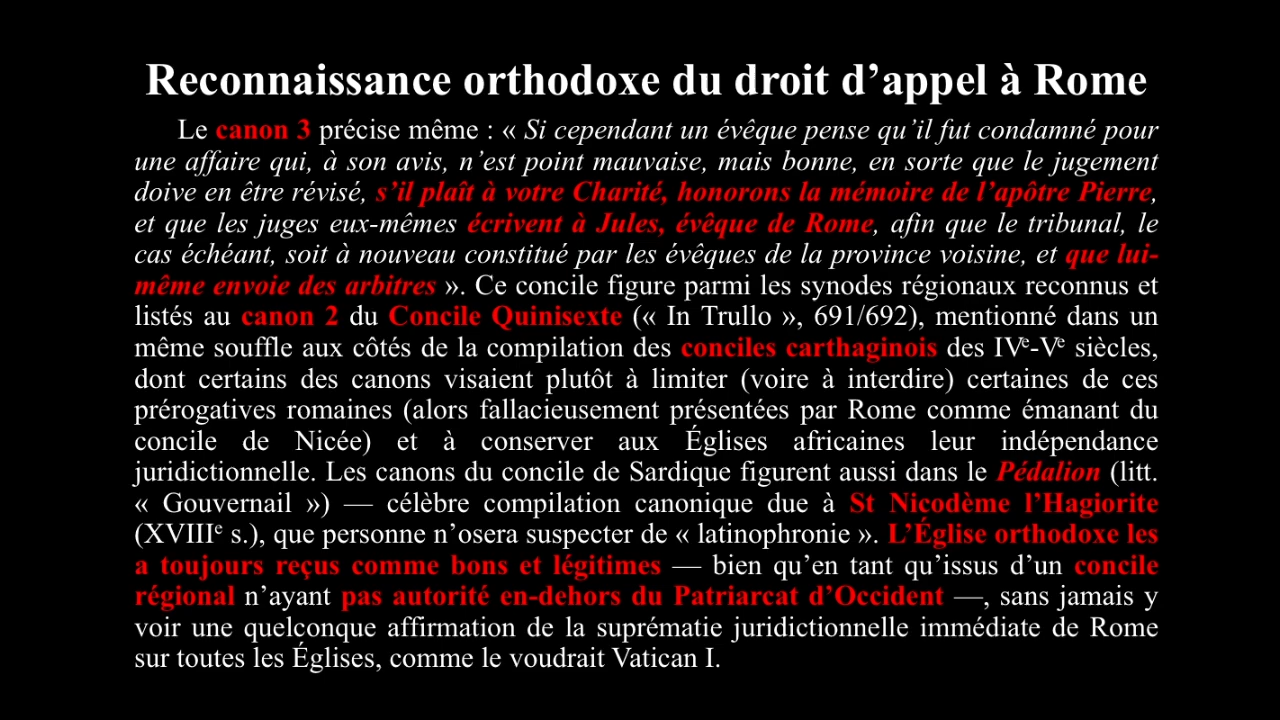 Reconnaissance orthodoxe du droit d’appel à Rome
Le canon 3 précise même : « Si cependant un évêque pense qu’il fut condamné pour
une affaire qui, à son avis, n’est point mauvaise, mais bonne, en sorte que le jugement
doive en être révisé, s’il plaît à votre Charité, honorons la mémoire de l’apôtre Pierre,
et que les juges eux-mêmes écrivent à Jules, évêque de Rome, afin que le tribunal, le
cas échéant, soit à nouveau constitué par les évêques de la province voisine, et que lui-
même envoie des arbitres ». Ce concile figure parmi les synodes régionaux reconnus et
listés au canon 2 du Concile Quinisexte (« In Trullo », 691/692), mentionné dans un
même souffle aux côtés de la compilation des conciles carthaginois des IVe-Ve siècles,
dont certains des canons visaient plutôt à limiter (voire à interdire) certaines de ces
prérogatives romaines (alors fallacieusement présentées par Rome comme émanant du
concile de Nicée) et à conserver aux Églises africaines leur indépendance
juridictionnelle. Les canons du concile de Sardique figurent aussi dans le Pédalion (litt.
« Gouvernail ») — célèbre compilation canonique due à St Nicodème l’Hagiorite
(XVIIIe s.), que personne n’osera suspecter de « latinophronie ». L’Église orthodoxe les
a toujours reçus comme bons et légitimes — bien qu’en tant qu’issus d’un concile
régional n’ayant pas autorité en-dehors du Patriarcat d’Occident —, sans jamais y
voir une quelconque affirmation de la suprématie juridictionnelle immédiate de Rome
sur toutes les Églises, comme le voudrait Vatican I.